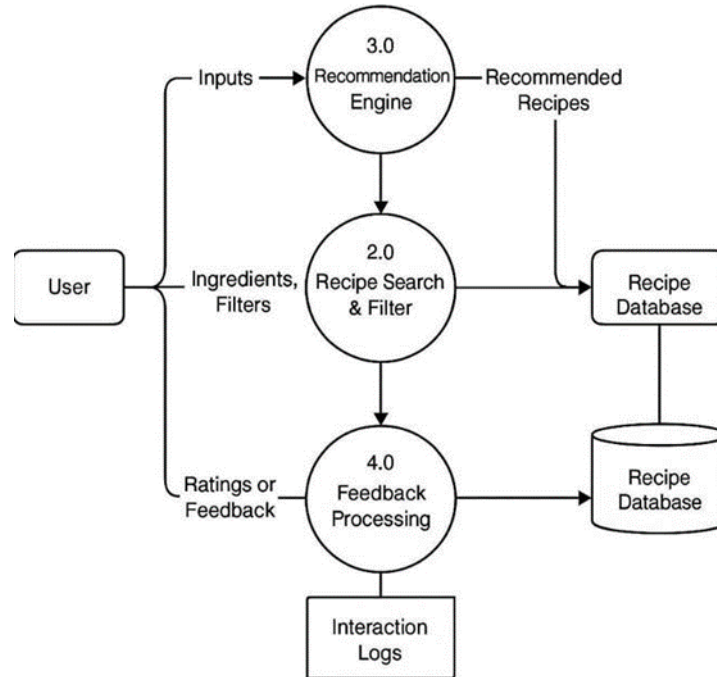 3.0
Recommendation
Engine
Inputs
Recommended
Recipes
User
Ingredients,
Filters
2.0
Recipe Search
& Filter
Recipe
Database
Ratings or
Feedback
4.0
Feedback
Processing
Recipe
Database
Interaction
Logs